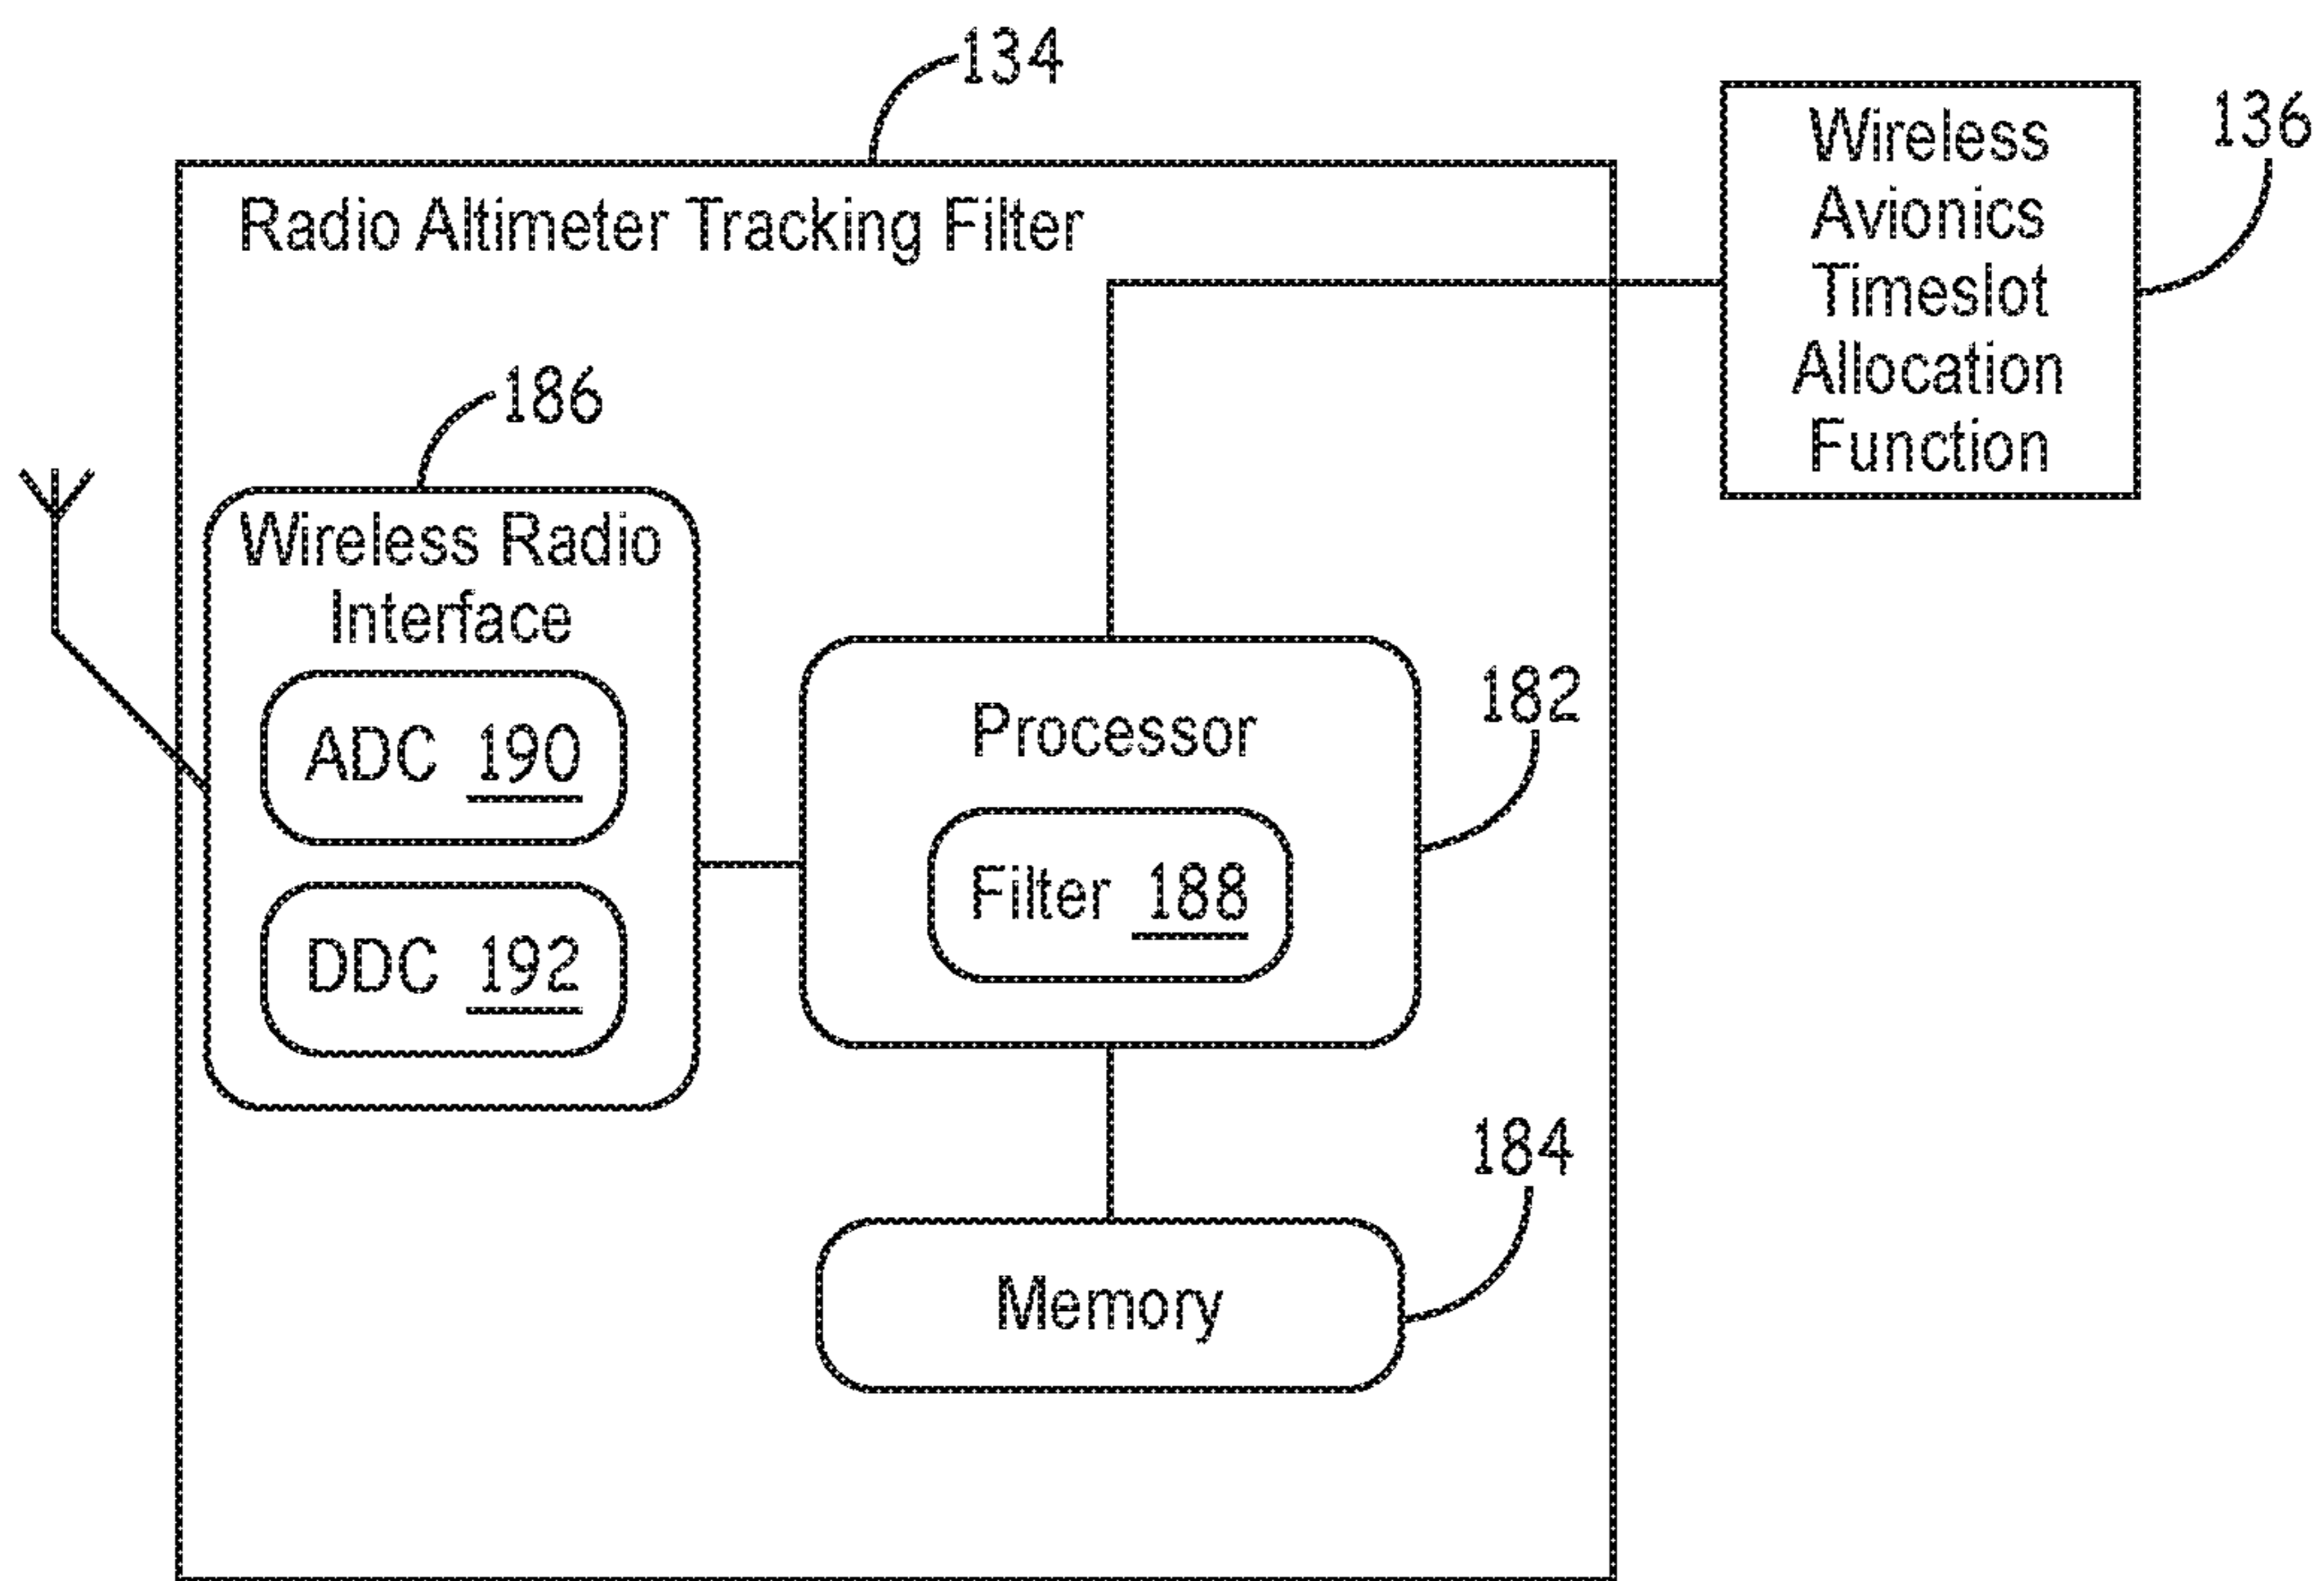 134
Radio Altimeter Tracking Filter
Wireless
Avionics
Timeslot
Allocation
Function
136
186
Wireless Radio
Interface
ADC 190
DDC 192
Processor
Filter 188
182
184
Memory